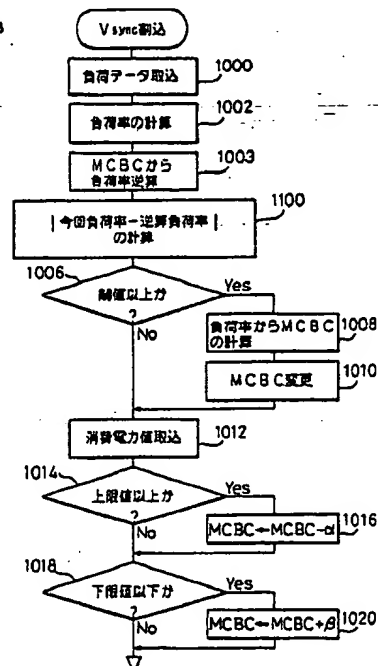 Vsync割込
負荷データ取込
1000
負荷率の計算
1002
MCBCから
負荷率逆算
1003
|今回負荷率-逆算負荷率|
の計算
1100
1006
閾値以上か
?
Yes
No
負荷率からMCBC
の計算
1008
MCBC変更
1010
消費電力値取込
1012
1014
上限値以上か
?
Yes
No
MCBC←MCBC-α
1016
1018
下限値以下か
?
Yes
No
MCBC←MCBC+β
1020